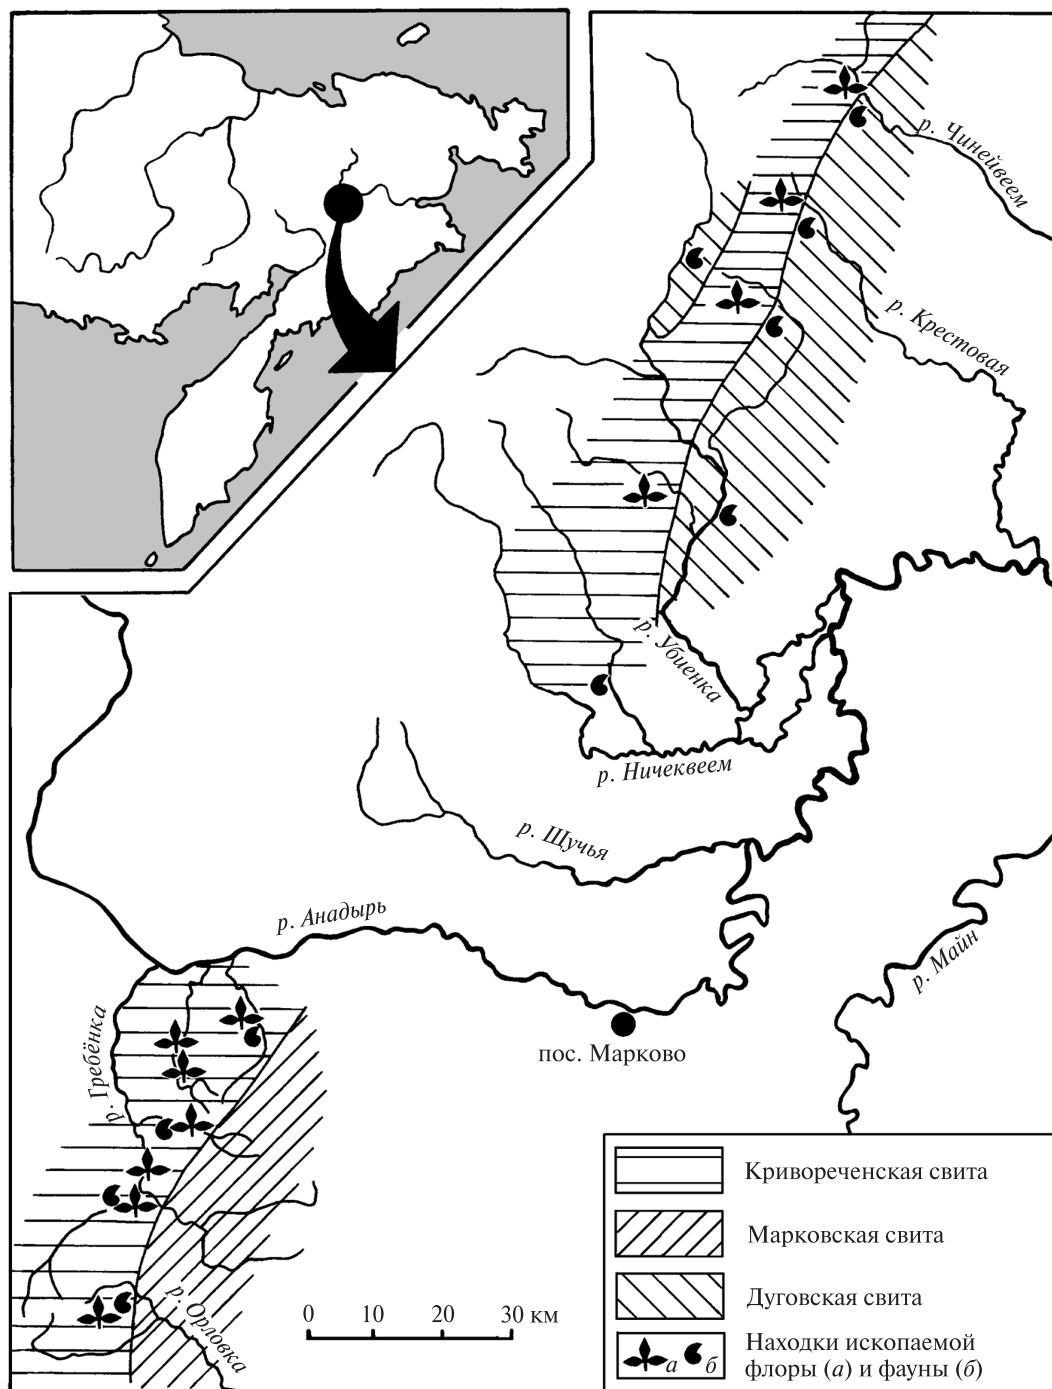 р. Чинейвеем
р. Крестовая
р. Убиенка
р. Ничеквеем
р. Щучья
р. Анадырь
р. Майн
пос. Марково
р. Гребёнка
р. Орловка
0 10 20 30 км
Кривореченская свита
Марковская свита
Дуговская свита
а б
Находки ископаемой
флоры (а) и фауны (б)